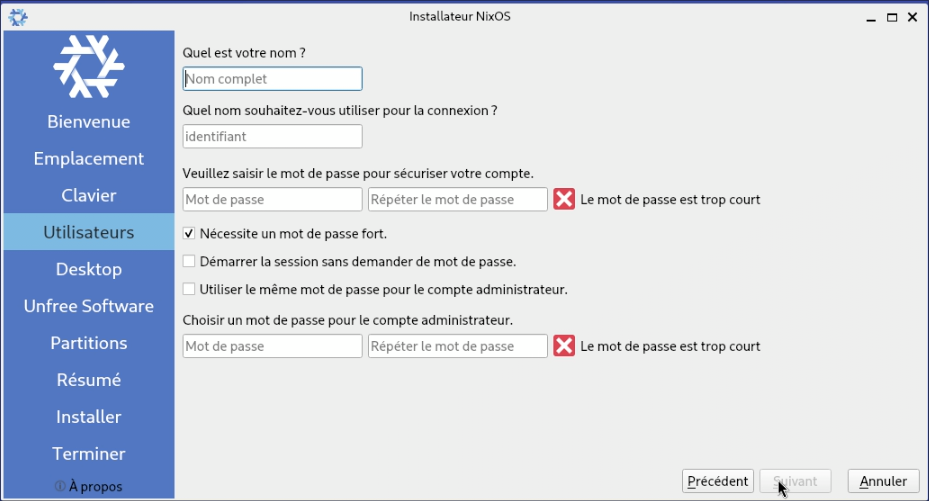 Installateur NixOS
Bienvenue
Emplacement
Clavier
Utilisateurs
Desktop
Unfree Software
Partitions
Résumé
Installer
Terminer
À propos
Quel est votre nom ?
Nom complet
Quel nom souhaitez-vous utiliser pour la connexion ?
identifiant
Veuillez saisir le mot de passe pour sécuriser votre compte.
Mot de passe Répéter le mot de passe Le mot de passe est trop court
Nécessite un mot de passe fort.
Démarrer la session sans demander de mot de passe.
Utiliser le même mot de passe pour le compte administrateur.
Choisir un mot de passe pour le compte administrateur.
Mot de passe Répéter le mot de passe Le mot de passe est trop court
Précédent Suivant Annuler